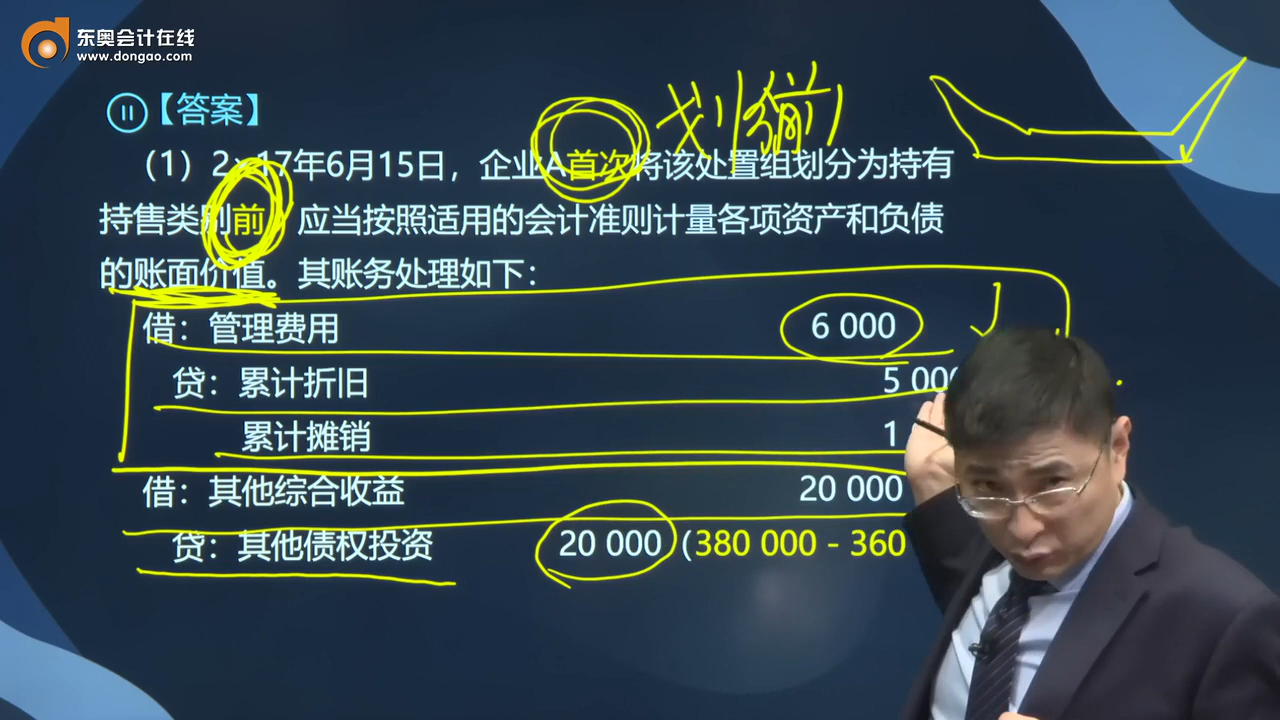 东奥会计在线
www.dongao.com
【答案】
划分前
（1）2×17年6月15日，企业A首次将该处置组划分为持有
持售类别前，应当按照适用的会计准则计量各项资产和负债
的账面价值。其账务处理如下：
借：管理费用 6 000
贷：累计折旧 5 000
累计摊销 1
借：其他综合收益 20 000
贷：其他债权投资 20 000 (380 000 - 360